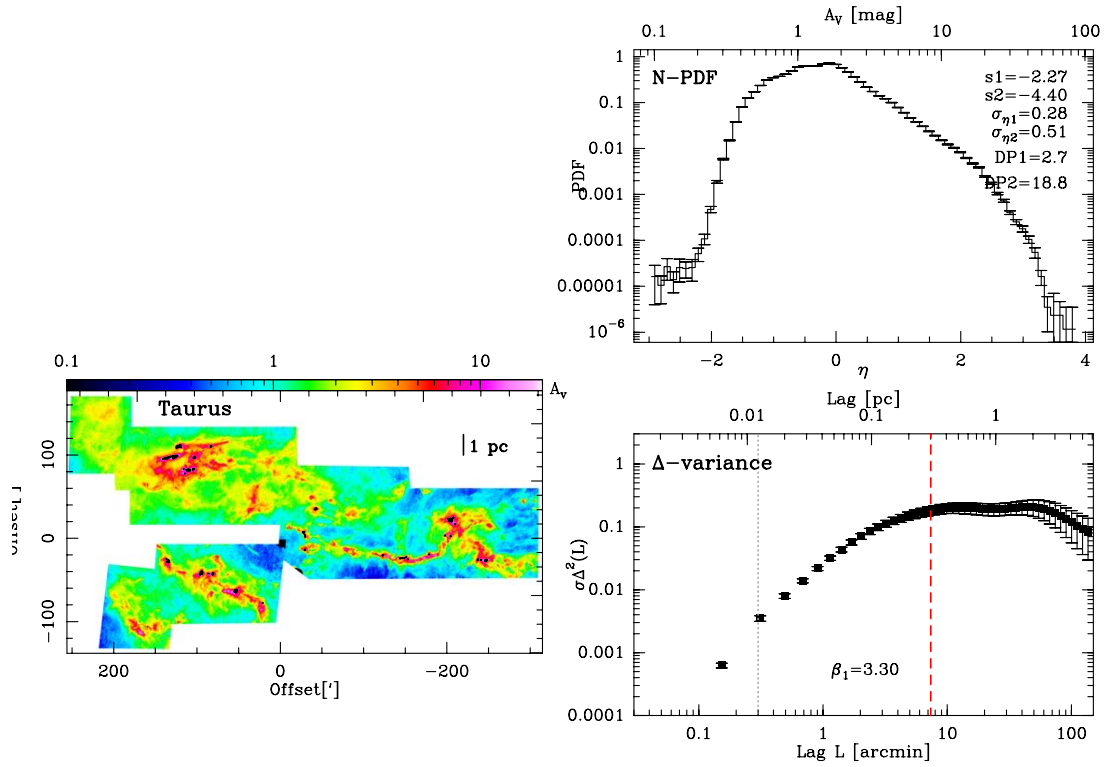 A_V [mag]
0.1 1 10 100
N-PDF
s1=-2.27
s2=-4.40
σ_η1=0.28
σ_η2=0.51
DP1=2.7
DP2=18.8
PDF
1
0.1
0.01
0.001
0.0001
0.00001
10^-6
-2 0 2 4
η
0.1 1 10
A_V
Taurus
1 pc
100
0
-100
200 0 -200
Offset[']
Lag [pc]
0.01 0.1 1
Δ-variance
σΔ²(L)
1
0.1
0.01
0.001
0.0001
β₁=3.30
0.1 1 10 100
Lag L [arcmin]